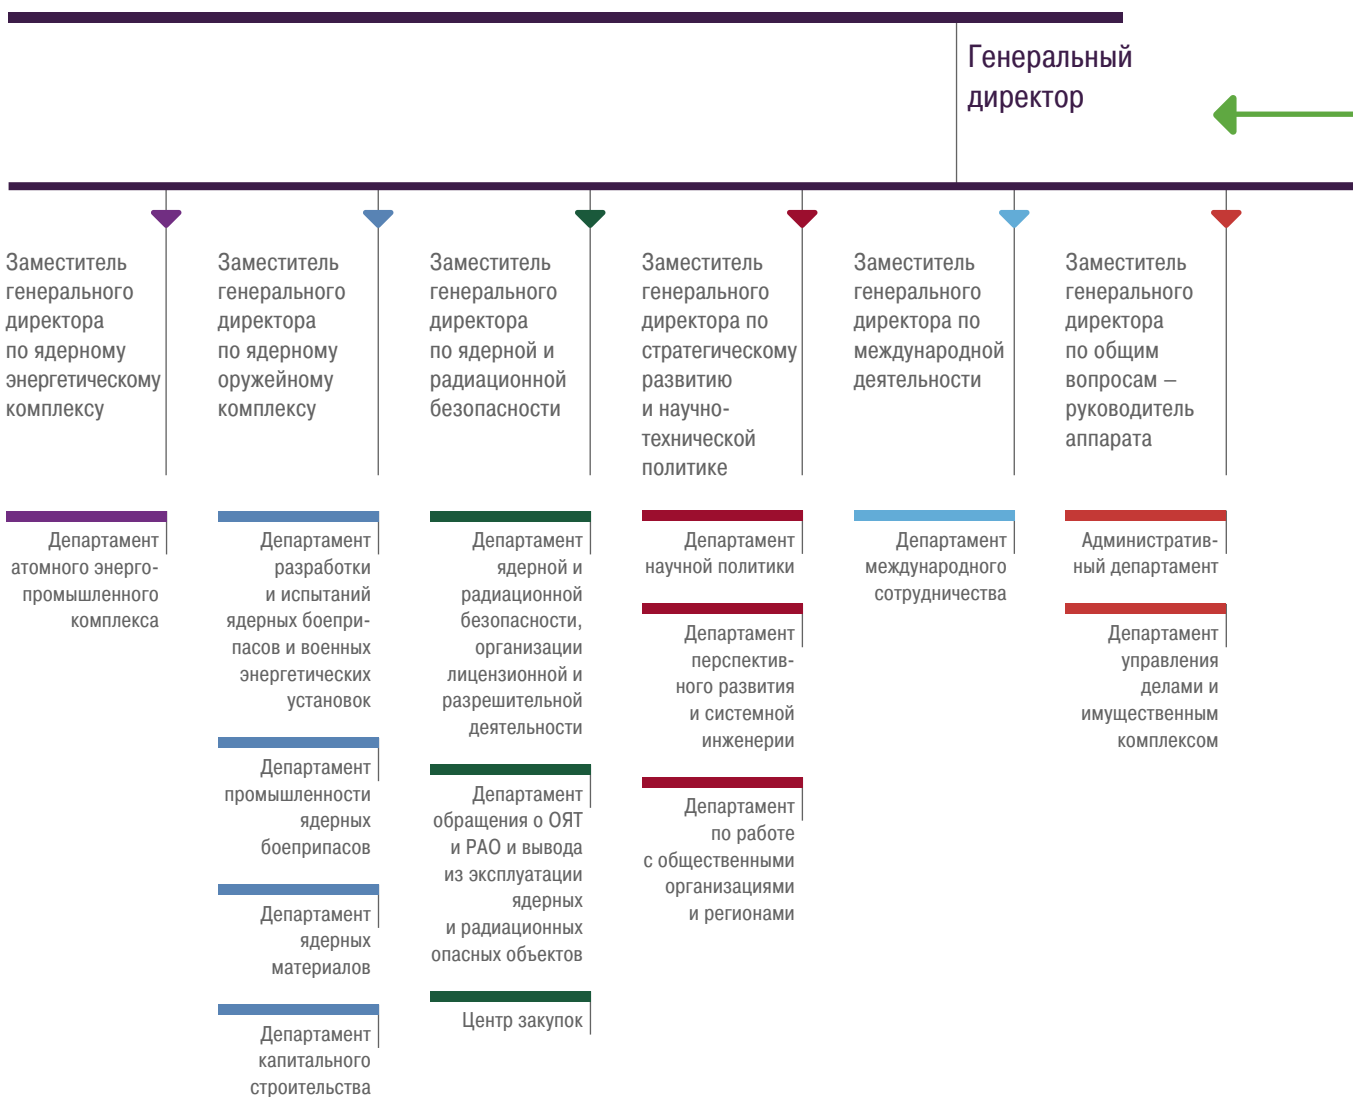 Генеральный
директор
Заместитель
генерального
директора
по ядерному
энергетическому
комплексу
Заместитель
генерального
директора
по ядерному
оружейному
комплексу
Заместитель
генерального
директора
по ядерной и
радиационной
безопасности
Заместитель
генерального
директора по
стратегическому
развитию
и научно-
технической
политике
Заместитель
генерального
директора по
международной
деятельности
Заместитель
генерального
директора
по общим
вопросам –
руководитель
аппарата
Департамент
атомного энерго-
промышленного
комплекса
Департамент
разработки
и испытаний
ядерных боепри-
пасов и военных
энергетических
установок
Департамент
промышленности
ядерных
боеприпасов
Департамент
ядерных
материалов
Департамент
капитального
строительства
Департамент
ядерной и
радиационной
безопасности,
организации
лицензионной и
разрешительной
деятельности
Департамент
обращения о ОЯТ
и РАО и вывода
из эксплуатации
ядерных
и радиационных
опасных объектов
Центр закупок
Департамент
научной политики
Департамент
перспектив-
ного развития
и системной
инженерии
Департамент
по работе
с общественными
организациями
и регионами
Департамент
международного
сотрудничества
Административ-
ный департамент
Департамент
управления
делами и
имущественным
комплексом